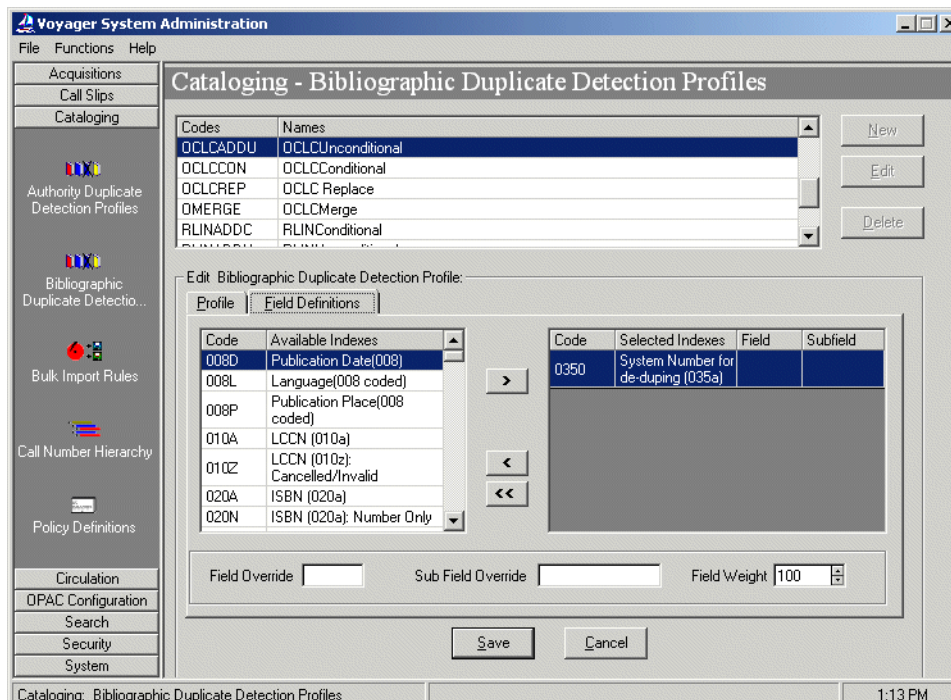 Voyager System Administration
File Functions Help
Acquisitions
Call Slips
Cataloging
Authority Duplicate
Detection Profiles
Bibliographic
Duplicate Detectio...
Bulk Import Rules
Call Number Hierarchy
Policy Definitions
Circulation
OPAC Configuration
Search
Security
System
Cataloging - Bibliographic Duplicate Detection Profiles
Codes Names
OCLCADDU OCLCUnconditional
OCLCCON OCLCConditional
OCLCREP OCLC Replace
OMERGE OCLCMerge
RLINADDC RLINConditional
New
Edit
Delete
Edit Bibliographic Duplicate Detection Profile:
Profile Field Definitions
Code Available Indexes
008D Publication Date(008)
008L Language(008 coded)
008P Publication Place(008
coded)
010A LCCN (010a)
010Z LCCN (010z):
Cancelled/Invalid
020A ISBN (020a)
020N ISBN (020a): Number Only
>
<
<<
Code Selected Indexes Field Subfield
0350 System Number for
de-duping (035a)
Field Override Sub Field Override Field Weight 100
Save Cancel
Cataloging: Bibliographic Duplicate Detection Profiles 1:13 PM